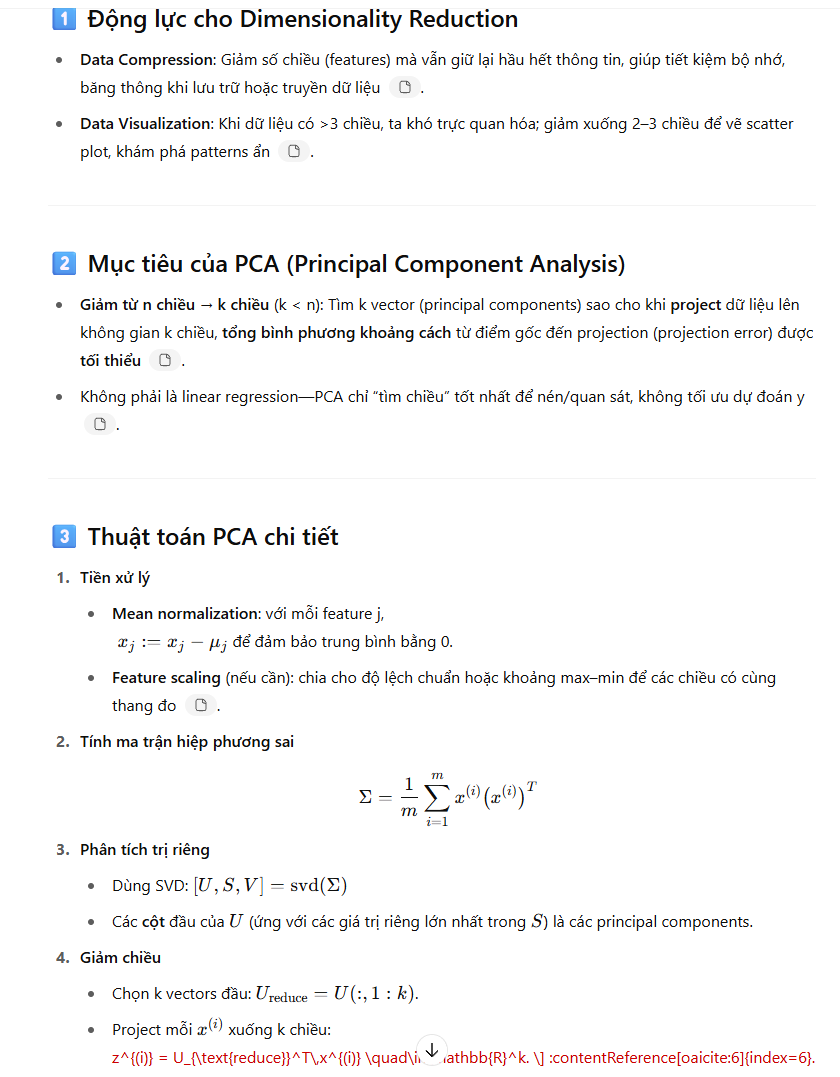 1 Động lực cho Dimensionality Reduction
• Data Compression: Giảm số chiều (features) mà vẫn giữ lại hầu hết thông tin, giúp tiết kiệm bộ nhớ,
băng thông khi lưu trữ hoặc truyền dữ liệu .
• Data Visualization: Khi dữ liệu có >3 chiều, ta khó trực quan hóa; giảm xuống 2–3 chiều để vẽ scatter
plot, khám phá patterns ẩn .
2 Mục tiêu của PCA (Principal Component Analysis)
• Giảm từ n chiều → k chiều (k < n): Tìm k vector (principal components) sao cho khi project dữ liệu lên
không gian k chiều, tổng bình phương khoảng cách từ điểm gốc đến projection (projection error) được
tối thiểu .
• Không phải là linear regression—PCA chỉ “tìm chiều” tốt nhất để nén/quan sát, không tối ưu dự đoán y
.
3 Thuật toán PCA chi tiết
1. Tiền xử lý
• Mean normalization: với mỗi feature j,
x_j := x_j − μ_j để đảm bảo trung bình bằng 0.
• Feature scaling (nếu cần): chia cho độ lệch chuẩn hoặc khoảng max–min để các chiều có cùng
thang đo .
2. Tính ma trận hiệp phương sai
Σ = \frac{1}{m} \sum_{i=1}^{m} x^{(i)} (x^{(i)})^T
3. Phân tích trị riêng
• Dùng SVD: [U, S, V] = svd(Σ)
• Các cột đầu của U (ứng với các giá trị riêng lớn nhất trong S) là các principal components.
4. Giảm chiều
• Chọn k vectors đầu: U_{reduce} = U(:, 1 : k).
• Project mỗi x^{(i)} xuống k chiều:
z^{(i)} = U_{\text{reduce}}^T\,x^{(i)} \quad\i athbb{R}^k. \] :contentReference[oaicite:6]{index=6}.